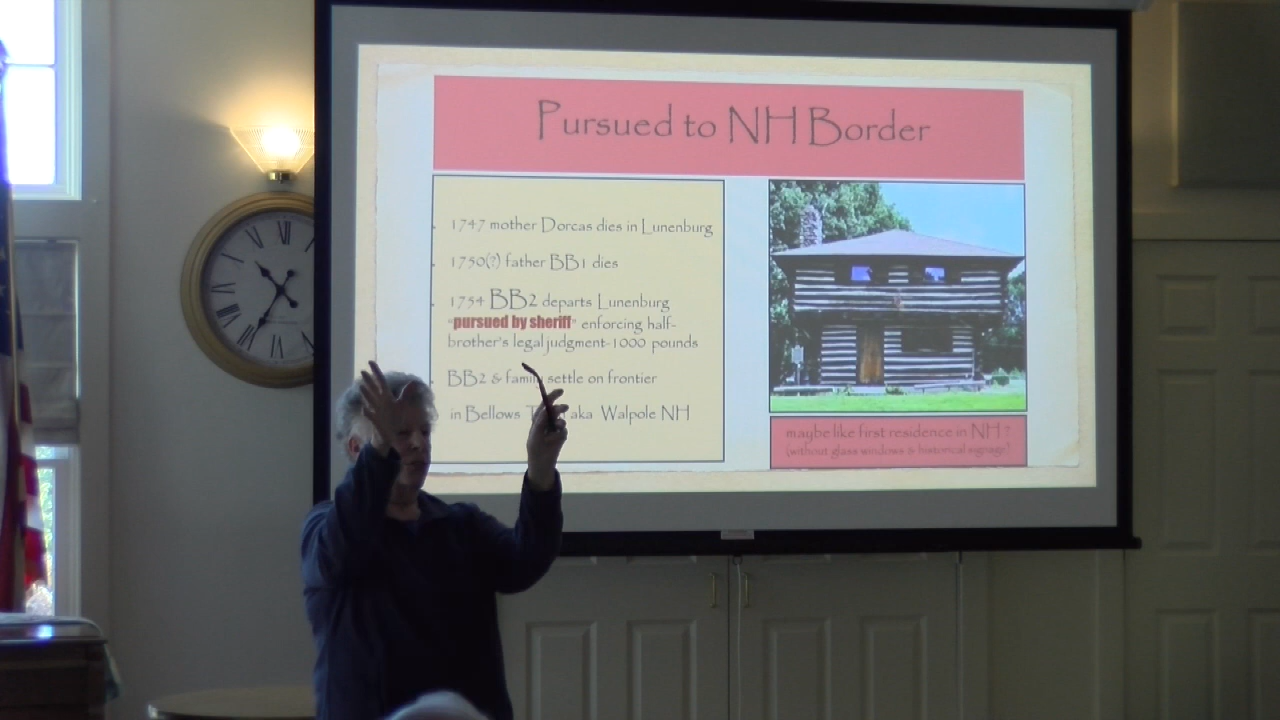 Pursued to NH Border
1747 mother Dorcas dies in Lunenburg
1750(?) father BB1 dies
1754 BB2 departs Lunenburg
"pursued by sheriff" enforcing half-
brother's legal judgment-1000 pounds
BB2 & family settle on frontier
in Bellows aka Walpole NH
maybe like first residence in NH ?
(without glass windows & historical signage)